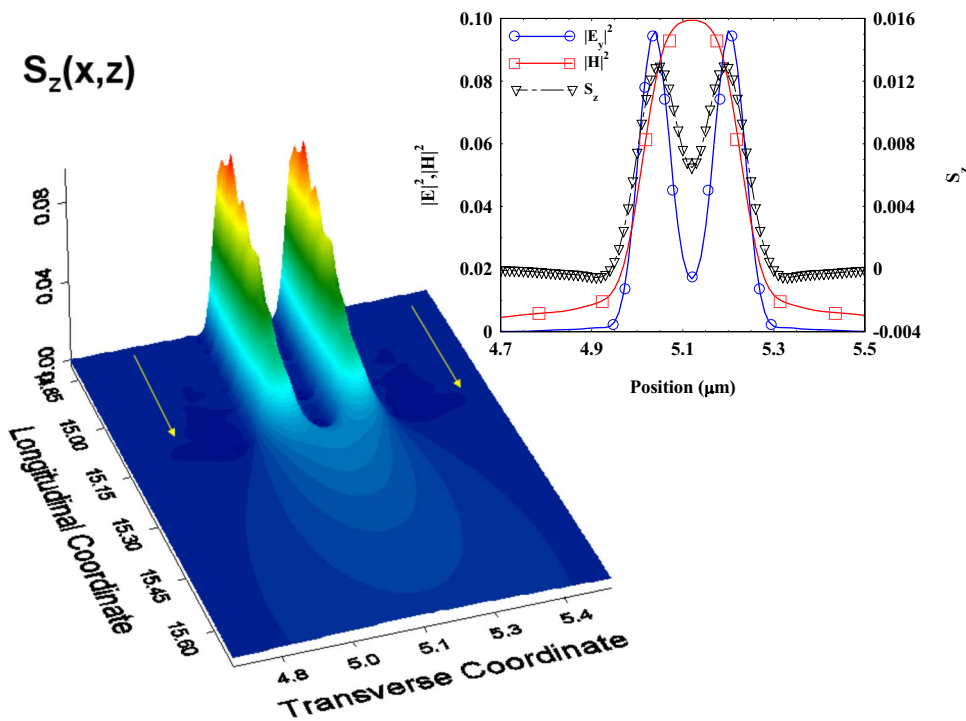 S_z(x,z)
|E_y|^2
|H|^2
S_z
0.10
0.08
0.06
0.04
0.02
0
|E|^2,|H|^2
0.016
0.012
0.008
0.004
0
-0.004
S_z
4.7 4.9 5.1 5.3 5.5
Position (μm)
0.08
0.04
0.00
15.00
15.15
15.30
15.45
15.60
Longitudinal Coordinate
4.8 5.0 5.1 5.3 5.4
Transverse Coordinate